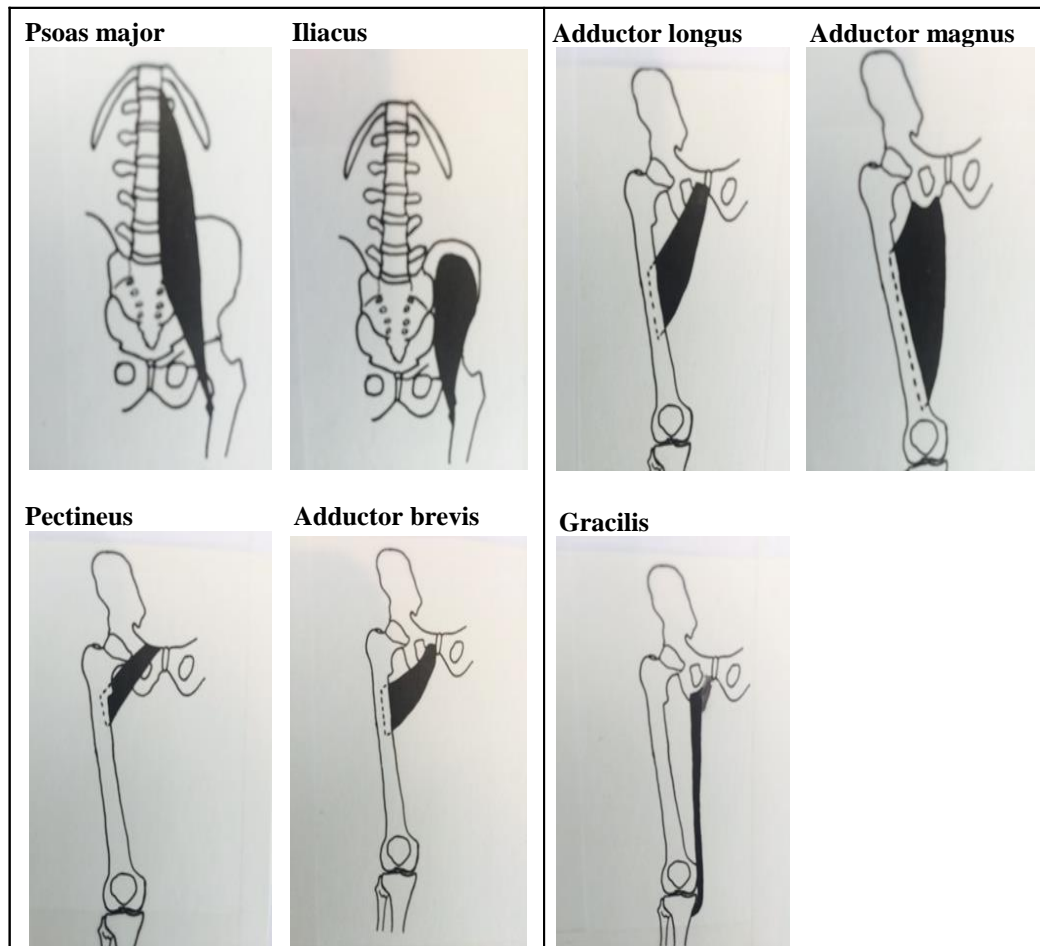 Psoas major
Iliacus
Adductor longus
Adductor magnus
Pectineus
Adductor brevis
Gracilis